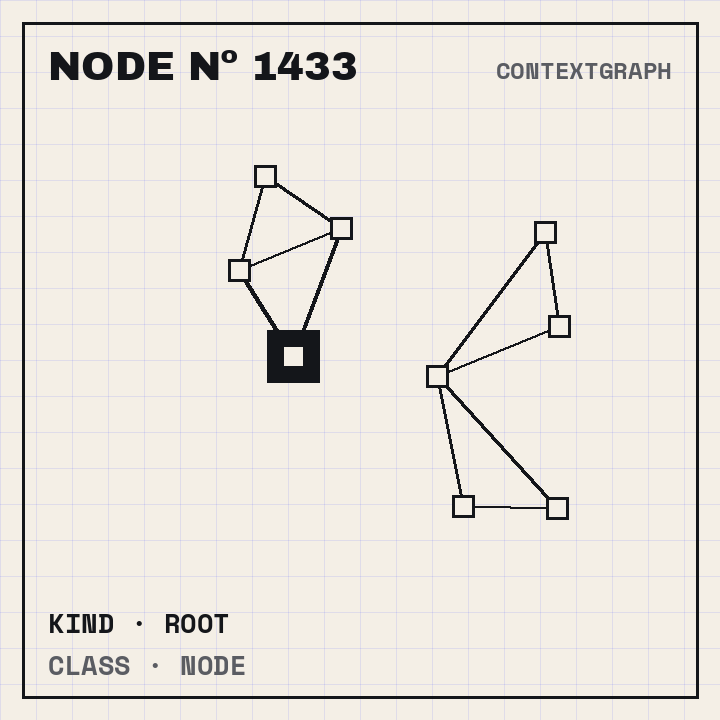 NODE Nº 1433
CONTEXTGRAPH
KIND · ROOT
CLASS · NODE